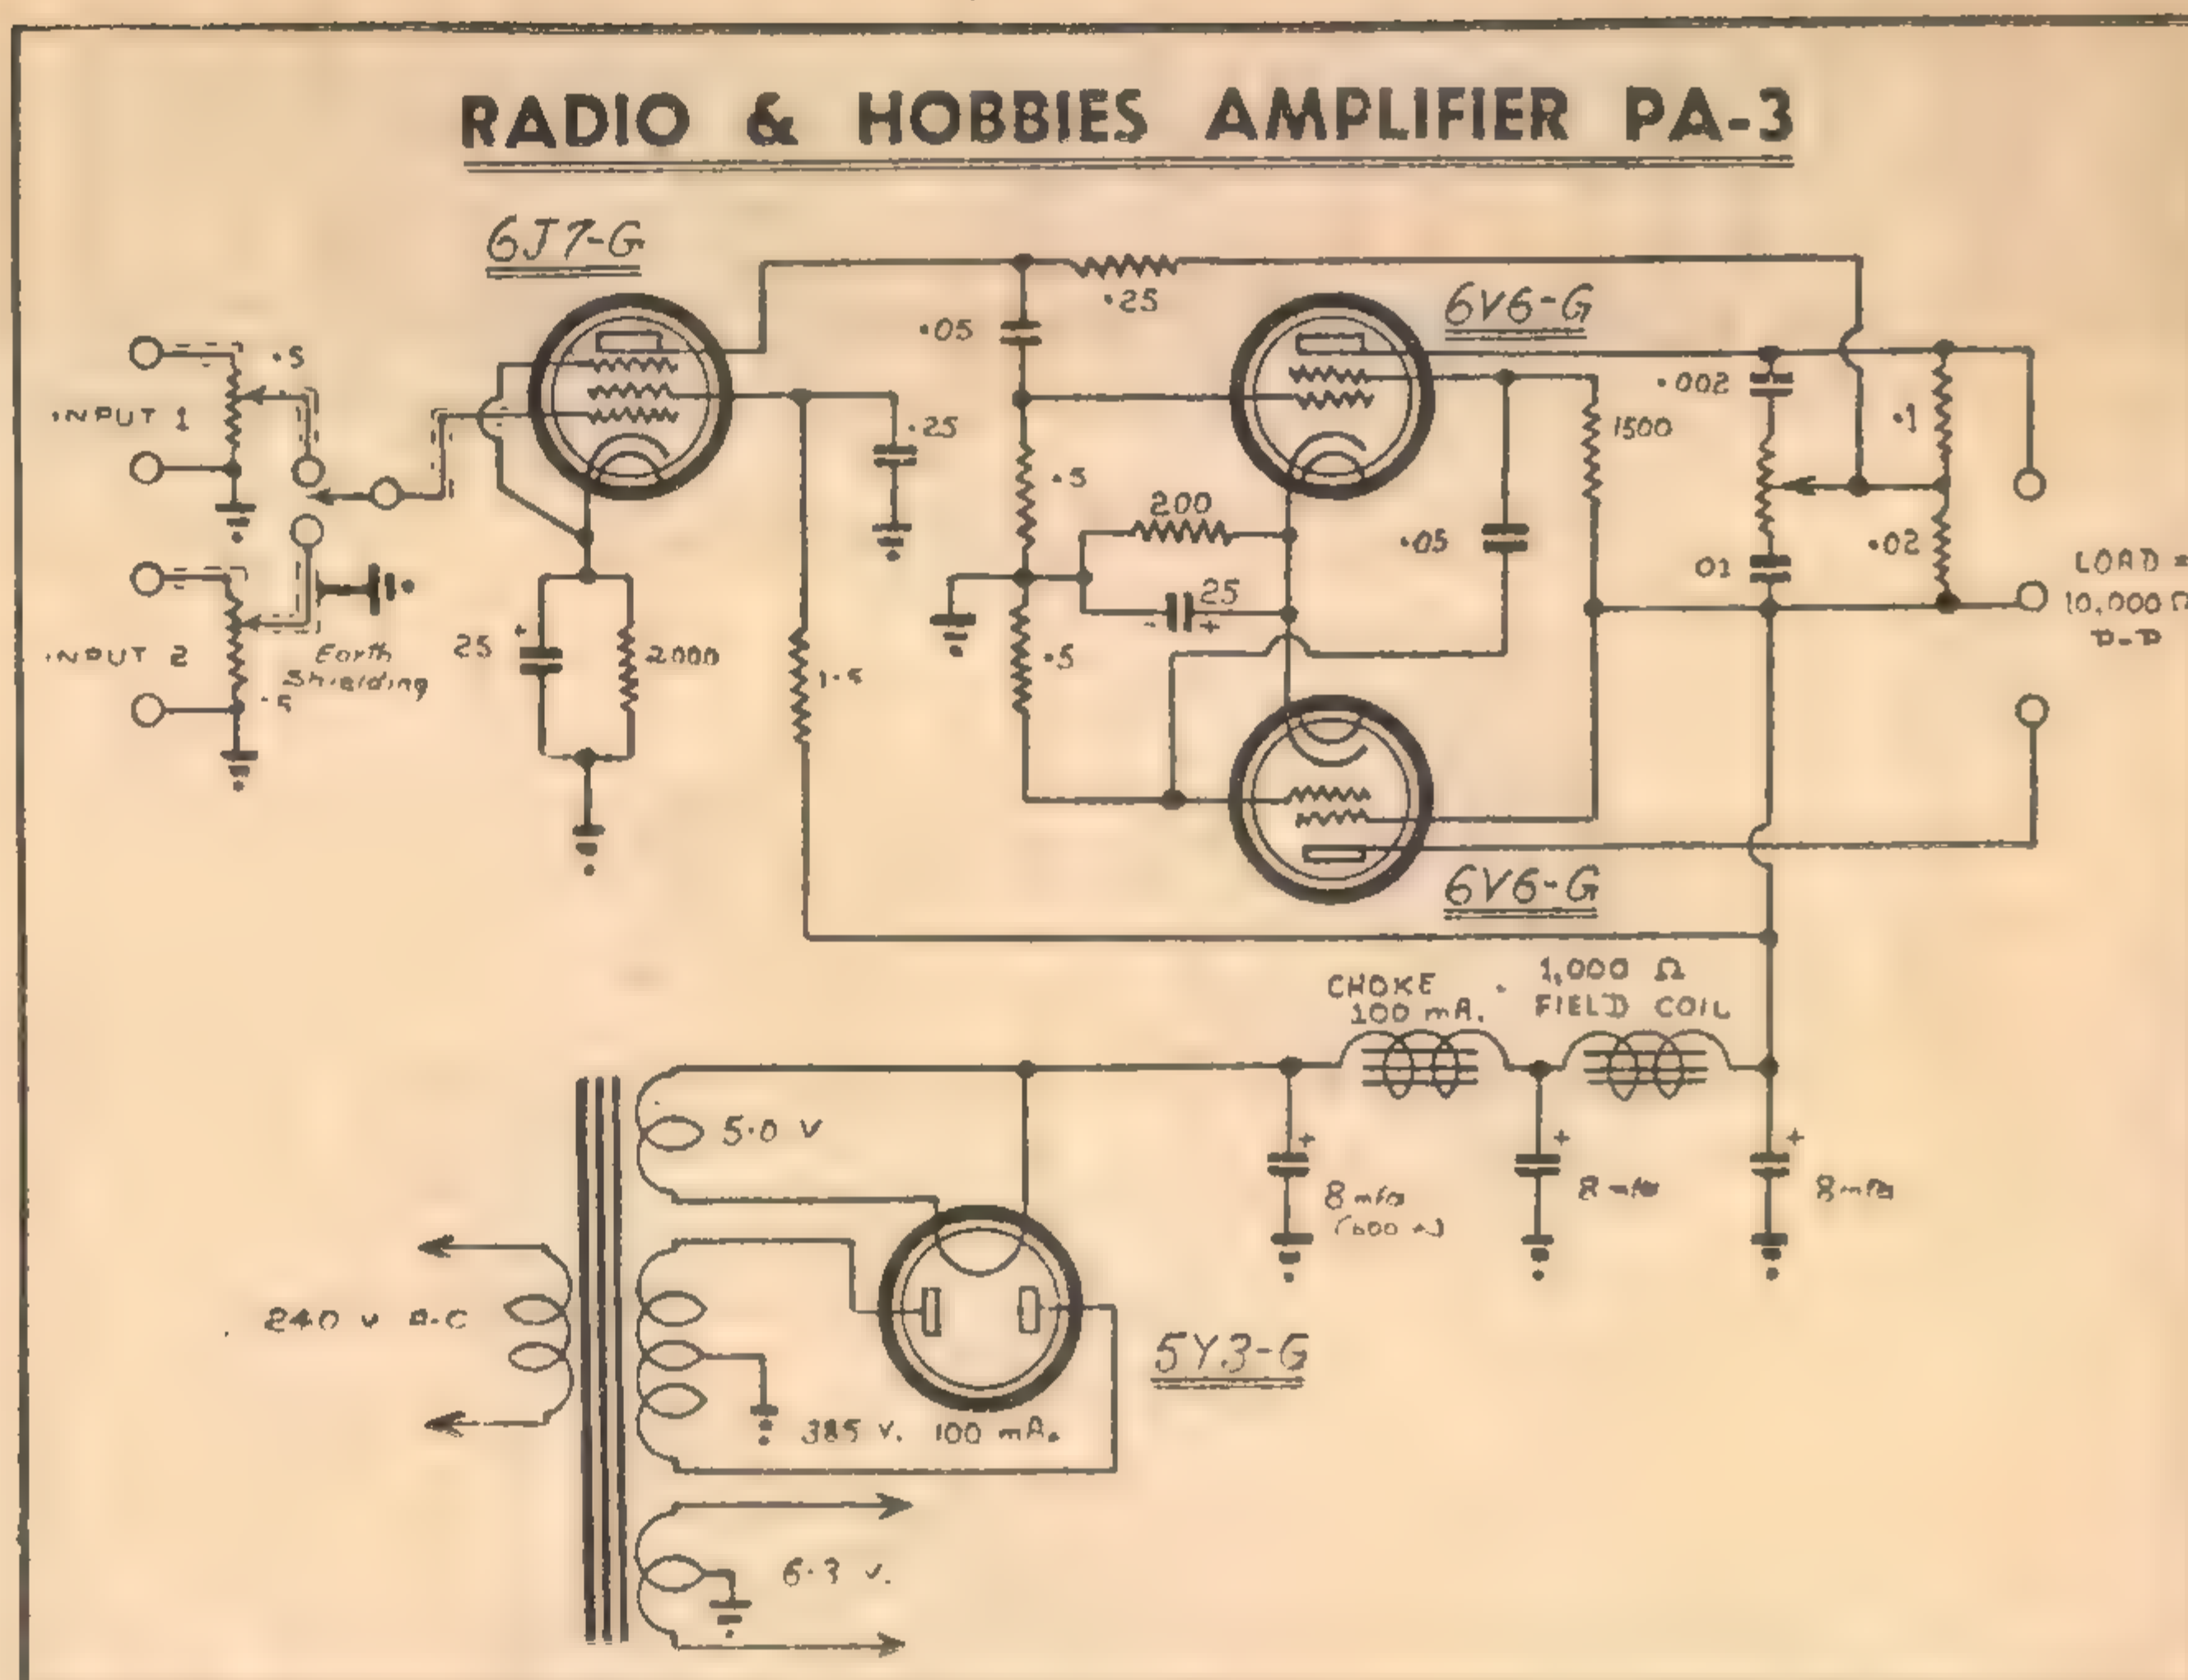 RADIO & HOBBIES AMPLIFIER PA-3
6J7-G
.25
6V6-G
.05
.5
INPUT 1
.002
.1
.25
1500
.5
200
.05
.02
01
25
LOAD =
10,000 Ω
P-P
INPUT 2
Earth
Shielding
.5
25
2000
1.5
.5
6V6-G
CHOKE
100 mA.
1,000 Ω
FIELD COIL
5.0 V
8 mfd
(600 v)
8 mfd
8 mfd
240 v A.C
5Y3-G
385 v. 100 mA.
6.3 v.